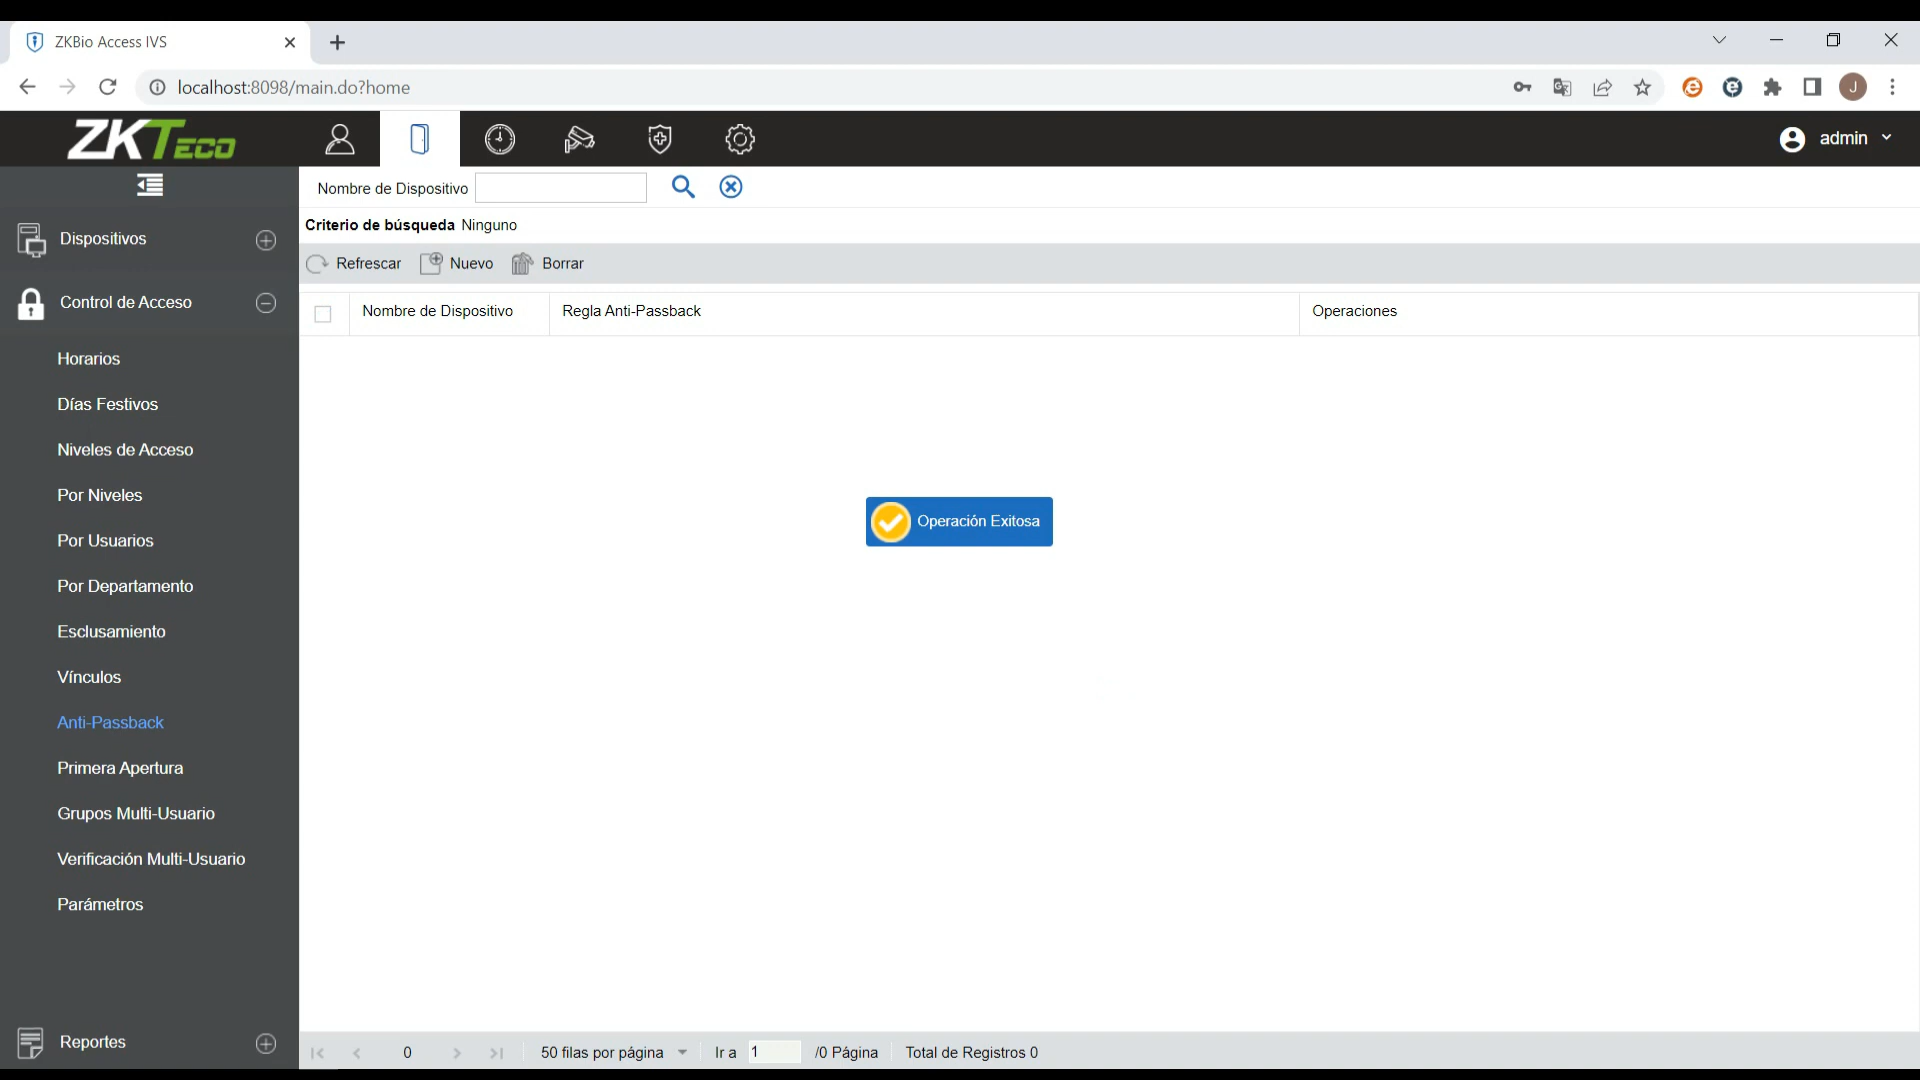 ZKBio Access IVS
localhost:8098/main.do?home
J
ZKTECO
admin
Nombre de Dispositivo
Criterio de búsqueda Ninguno
Dispositivos
Refrescar Nuevo Borrar
Control de Acceso
Nombre de Dispositivo Regla Anti-Passback Operaciones
Horarios
Días Festivos
Niveles de Acceso
Por Niveles
Operación Exitosa
Por Usuarios
Por Departamento
Esclusamiento
Vínculos
Anti-Passback
Primera Apertura
Grupos Multi-Usuario
Verificación Multi-Usuario
Parámetros
Reportes
0 50 filas por página Ir a 1 /0 Página Total de Registros 0